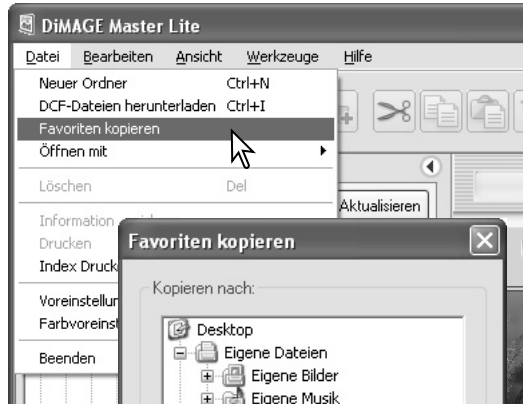 DiMAGE Master Lite
Datei Bearbeiten Ansicht Werkzeuge Hilfe
Neuer Ordner Ctrl+N
DCF-Dateien herunterladen Ctrl+I
Favoriten kopieren
Öffnen mit
Löschen Del
Aktualisieren
Information
Drucken
Index Druck
Voreinstellun
Farbvoreinst
Beenden
Favoriten kopieren
Kopieren nach:
Desktop
Eigene Dateien
Eigene Bilder
Eigene Musik